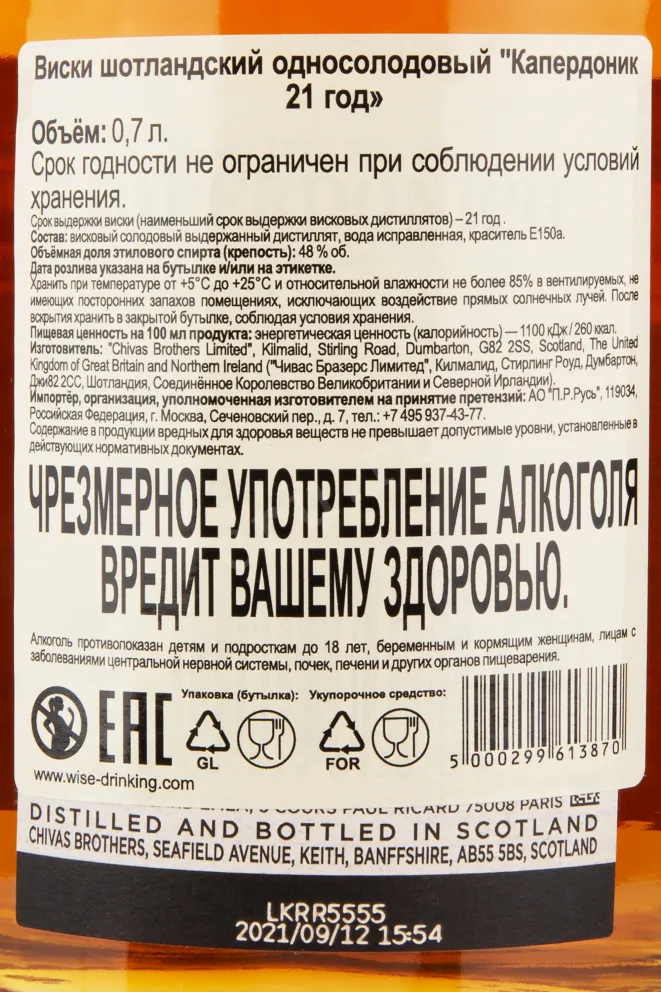 Виски шотландский односолодовый "Капердоник
21 год»
Объём: 0,7 л.
Срок годности не ограничен при соблюдении условий
хранения.
Срок выдержки виски (наименьший срок выдержки висковых дистиллятов) – 21 год .
Состав: висковый солодовый выдержанный дистиллят, вода исправленная, краситель Е150а.
Объёмная доля этилового спирта (крепость): 48 % об.
Дата розлива указана на бутылке и/или на этикетке.
Хранить при температуре от +5°С до +25°С и относительной влажности не более 85% в вентилируемых, не
имеющих посторонних запахов помещениях, исключающих воздействие прямых солнечных лучей. После
вскрытия хранить в закрытой бутылке, соблюдая условия хранения.
Пищевая ценность на 100 мл продукта: энергетическая ценность (калорийность) — 1100 кДж / 260 ккал.
Изготовитель: "Chivas Brothers Limited", Kilmalid, Stirling Road, Dumbarton, G82 2SS, Scotland, The United
Kingdom of Great Britain and Northern Ireland ("Чивас Бразерс Лимитед", Килмалид, Стирлинг Роуд, Думбартон,
Джи82 2СС, Шотландия, Соединённое Королевство Великобритании и Северной Ирландии).
Импортёр, организация, уполномоченная изготовителем на принятие претензий: АО "П.Р.Русь", 119034,
Российская Федерация, г. Москва, Сеченовский пер., д. 7, тел.: +7 495 937-43-77.
Содержание в продукции вредных для здоровья веществ не превышает допустимые уровни, установленные в
действующих нормативных документах.
ЧРЕЗМЕРНОЕ УПОТРЕБЛЕНИЕ АЛКОГОЛЯ
ВРЕДИТ ВАШЕМУ ЗДОРОВЬЮ.
Алкоголь противопоказан детям и подросткам до 18 лет, беременным и кормящим женщинам, лицам с
заболеваниями центральной нервной системы, почек, печени и других органов пищеварения.
Упаковка (бутылка): Укупорочное средство:
EAC
GL FOR
5 000299 613870
www.wise-drinking.com
COURS PAUL RICARD 75008 PARIS
DISTILLED AND BOTTLED IN SCOTLAND
CHIVAS BROTHERS, SEAFIELD AVENUE, KEITH, BANFFSHIRE, AB55 5BS, SCOTLAND
LKRR5555
2021/09/12 15:54